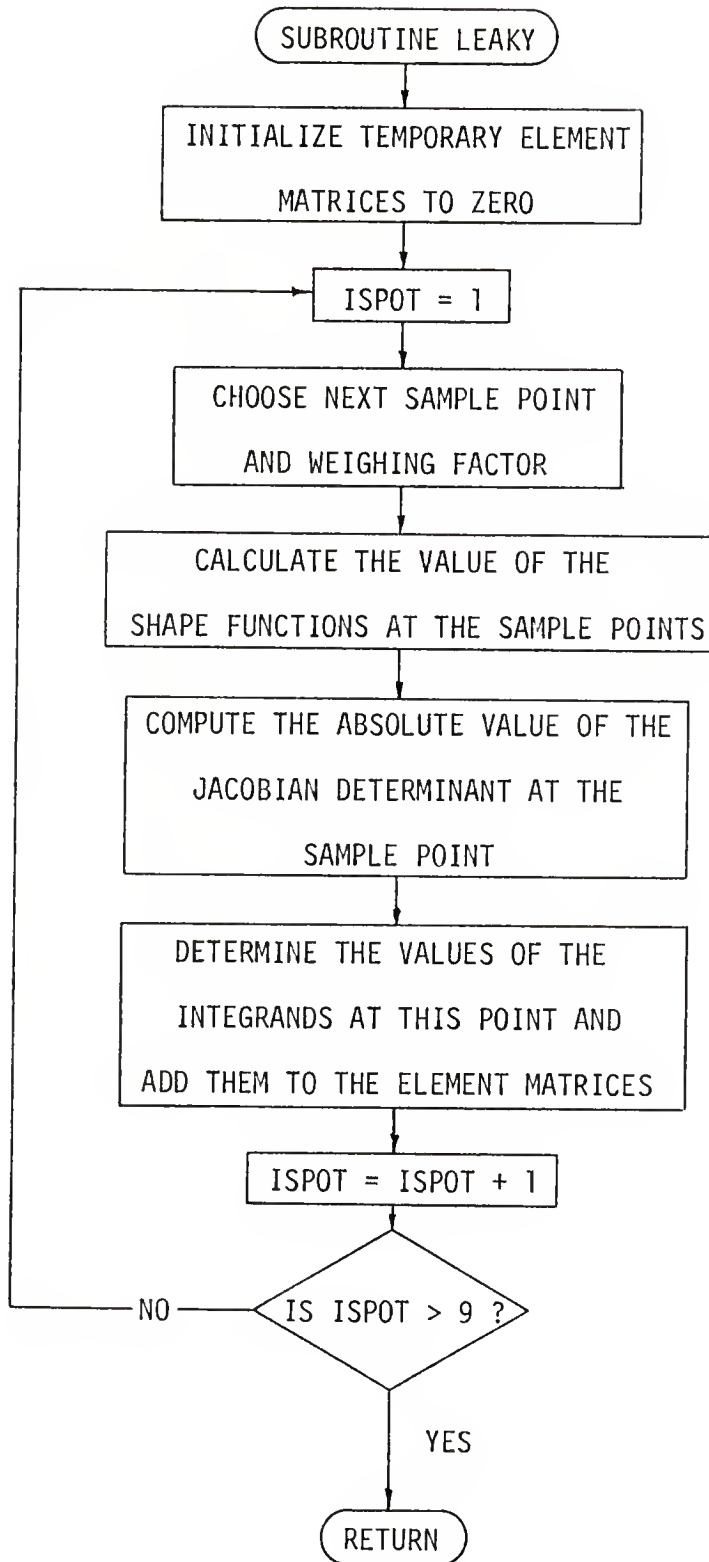 SUBROUTINE LEAKY
INITIALIZE TEMPORARY ELEMENT
MATRICES TO ZERO
ISPOT = 1
CHOOSE NEXT SAMPLE POINT
AND WEIGHING FACTOR
CALCULATE THE VALUE OF THE
SHAPE FUNCTIONS AT THE SAMPLE POINTS
COMPUTE THE ABSOLUTE VALUE OF THE
JACOBIAN DETERMINANT AT THE
SAMPLE POINT
DETERMINE THE VALUES OF THE
INTEGRANDS AT THIS POINT AND
ADD THEM TO THE ELEMENT MATRICES
ISPOT = ISPOT + 1
NO
IS ISPOT > 9 ?
YES
RETURN